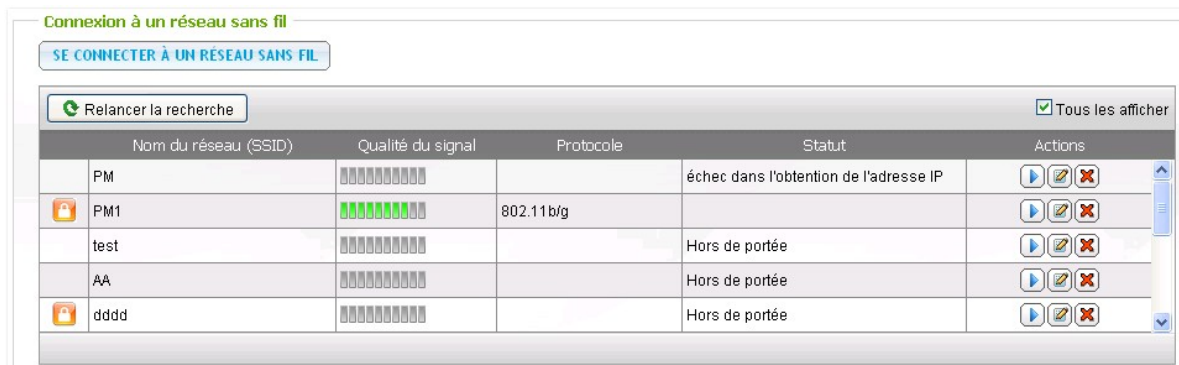 Connexion à un réseau sans fil
SE CONNECTER À UN RÉSEAU SANS FIL
Relancer la recherche Tous les afficher
Nom du réseau (SSID) Qualité du signal Protocole Statut Actions
PM échec dans l'obtention de l'adresse IP
PM1 802.11b/g
test Hors de portée
AA Hors de portée
dddd Hors de portée